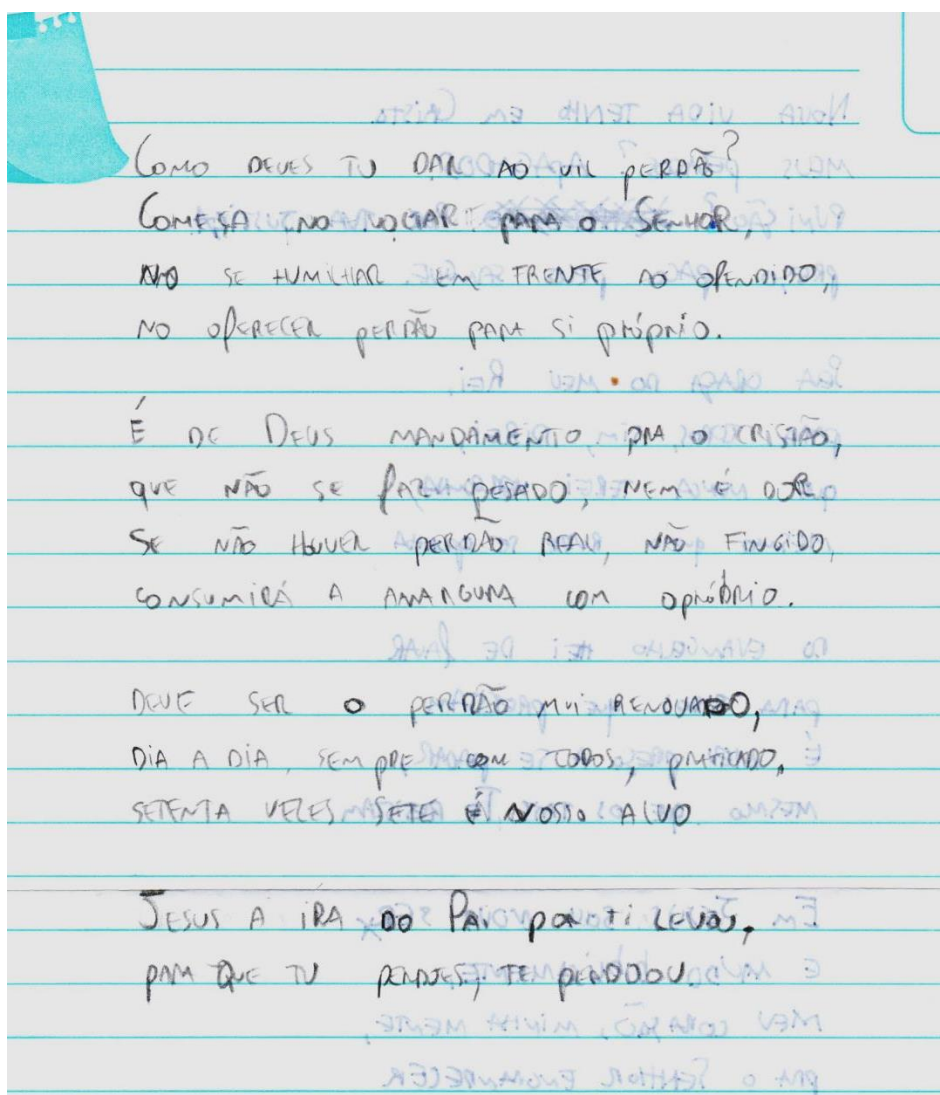 Como deves tu dar ao vil perdão?
Começa no voltar para o Senhor,
no se humilhar em frente ao ofendido,
no oferecer perdão para si próprio.
É de Deus mandamento, pra o cristão,
que não se faz pesado, nem é dor.
Se não houver perdão real, não fingido,
consumirá a amargura com opróbrio.
Deve ser o perdão mui renovado,
dia a dia, sempre com todos, praticado,
setenta vezes sete é nosso alvo
Jesus a ira do Pai por ti levou,
para que tu perdoes, te perdoou.